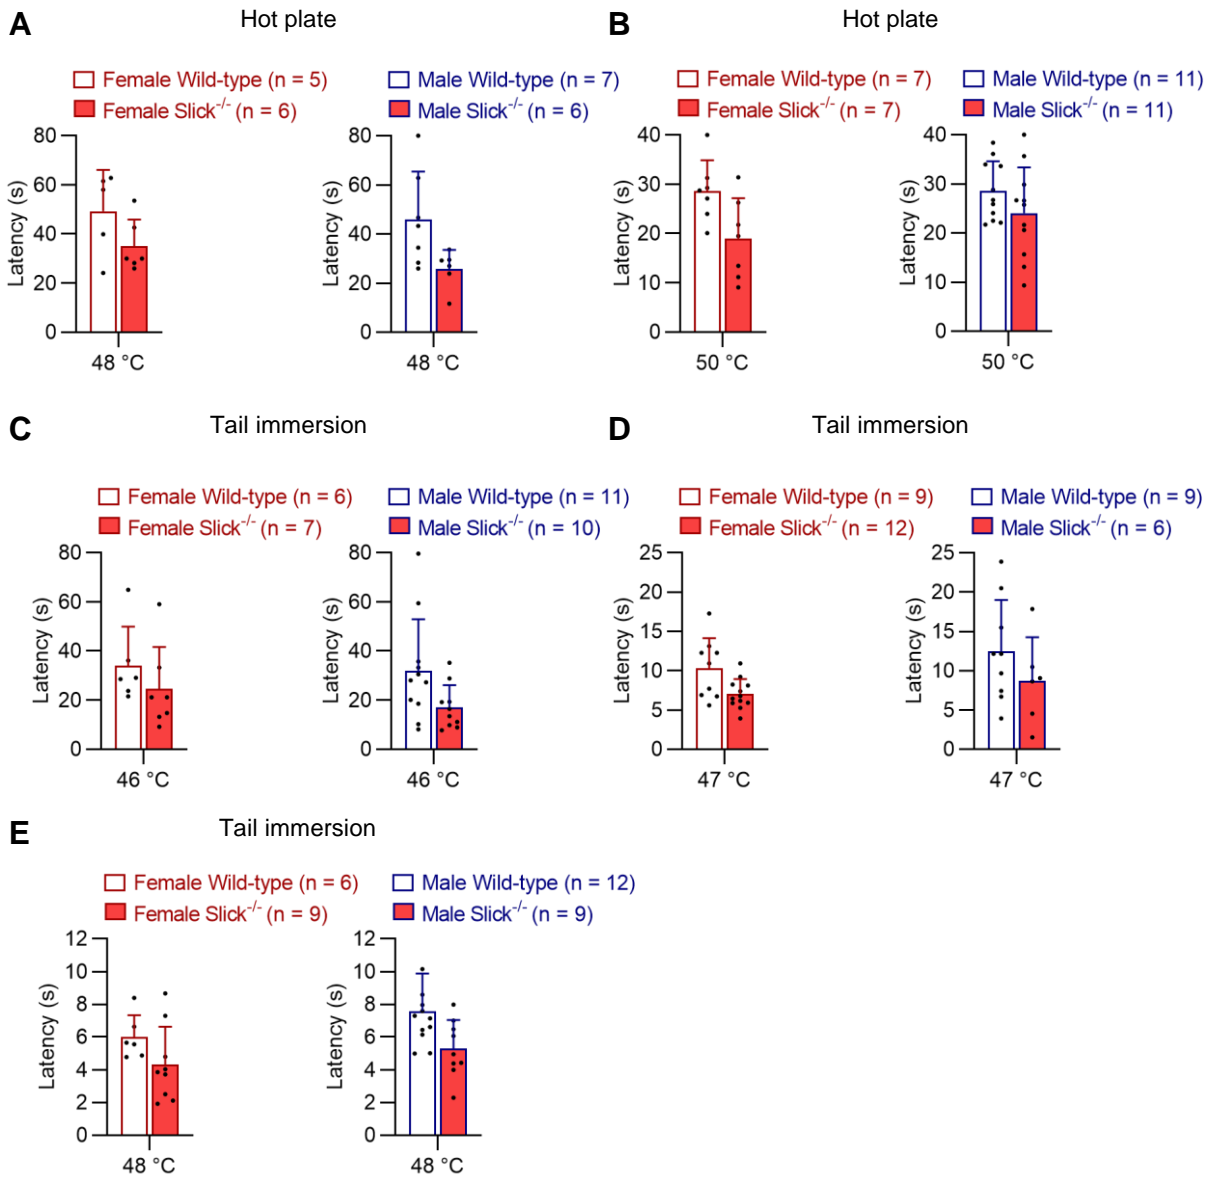 A Hot plate
Female Wild-type (n = 5)
Female Slick-/- (n = 6)
80
60
40
20
0
Latency (s)
48 °C
Male Wild-type (n = 7)
Male Slick-/- (n = 6)
80
60
40
20
0
Latency (s)
48 °C
B Hot plate
Female Wild-type (n = 7)
Female Slick-/- (n = 7)
40
30
20
10
0
Latency (s)
50 °C
Male Wild-type (n = 11)
Male Slick-/- (n = 11)
40
30
20
10
0
Latency (s)
50 °C
C Tail immersion
Female Wild-type (n = 6)
Female Slick-/- (n = 7)
80
60
40
20
0
Latency (s)
46 °C
Male Wild-type (n = 11)
Male Slick-/- (n = 10)
80
60
40
20
0
Latency (s)
46 °C
D Tail immersion
Female Wild-type (n = 9)
Female Slick-/- (n = 12)
25
20
15
10
5
0
Latency (s)
47 °C
Male Wild-type (n = 9)
Male Slick-/- (n = 6)
25
20
15
10
5
0
Latency (s)
47 °C
E Tail immersion
Female Wild-type (n = 6)
Female Slick-/- (n = 9)
12
10
8
6
4
2
0
Latency (s)
48 °C
Male Wild-type (n = 12)
Male Slick-/- (n = 9)
12
10
8
6
4
2
0
Latency (s)
48 °C